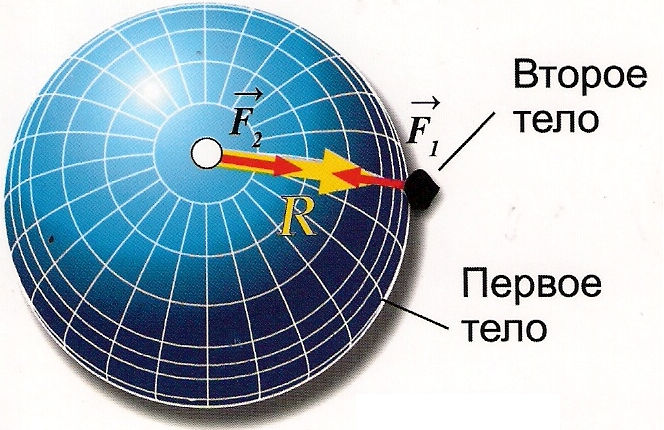 Второе
тело
F₁
F₂
R
Первое
тело